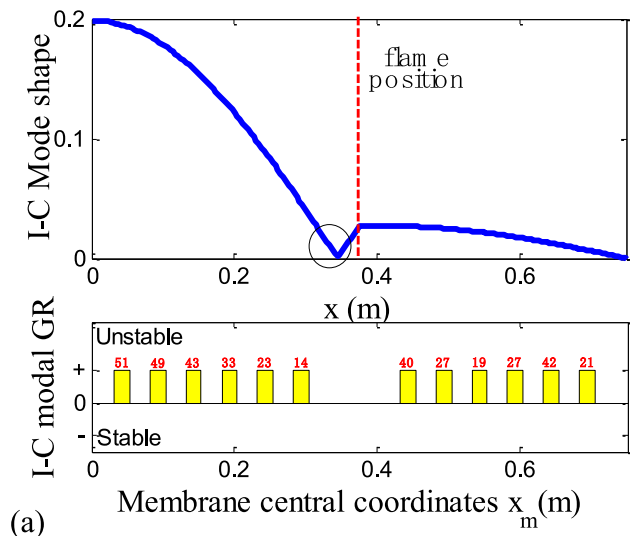 0.2
flame
position
0.1
I-C Mode shape
0
0 0.2 0.4 0.6
x (m)
Unstable
51 49 43 33 23 14 40 27 19 27 42 21
+
0
-
Stable
I-C modal GR
0 0.2 0.4 0.6
Membrane central coordinates x_m(m)
(a)